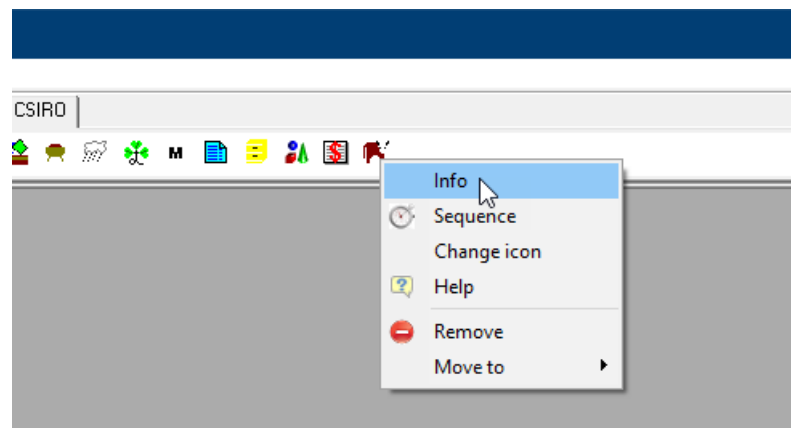 CSIRO
M
Info
Sequence
Change icon
Help
Remove
Move to